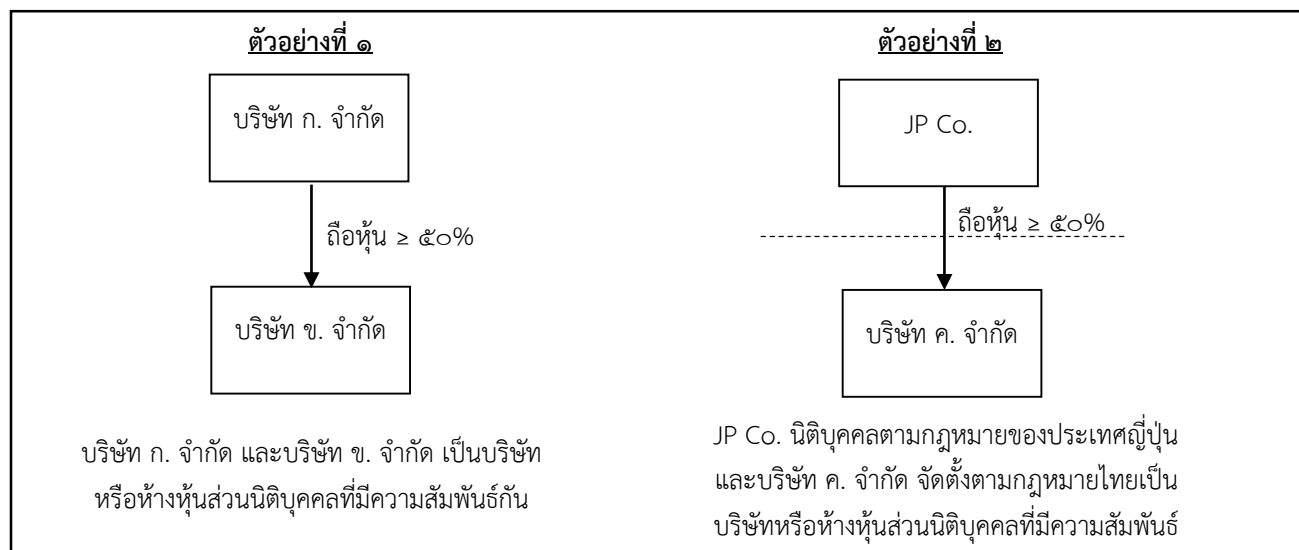 ตัวอย่างที่ ๑
บริษัท ก. จำกัด
ถือหุ้น ≥ ๕๐%
บริษัท ข. จำกัด
บริษัท ก. จำกัด และบริษัท ข. จำกัด เป็นบริษัท
หรือห้างหุ้นส่วนนิติบุคคลที่มีความสัมพันธ์กัน
ตัวอย่างที่ ๒
JP Co.
ถือหุ้น ≥ ๕๐%
บริษัท ค. จำกัด
JP Co. นิติบุคคลตามกฎหมายของประเทศญี่ปุ่น
และบริษัท ค. จำกัด จัดตั้งตามกฎหมายไทยเป็น
บริษัทหรือห้างหุ้นส่วนนิติบุคคลที่มีความสัมพันธ์